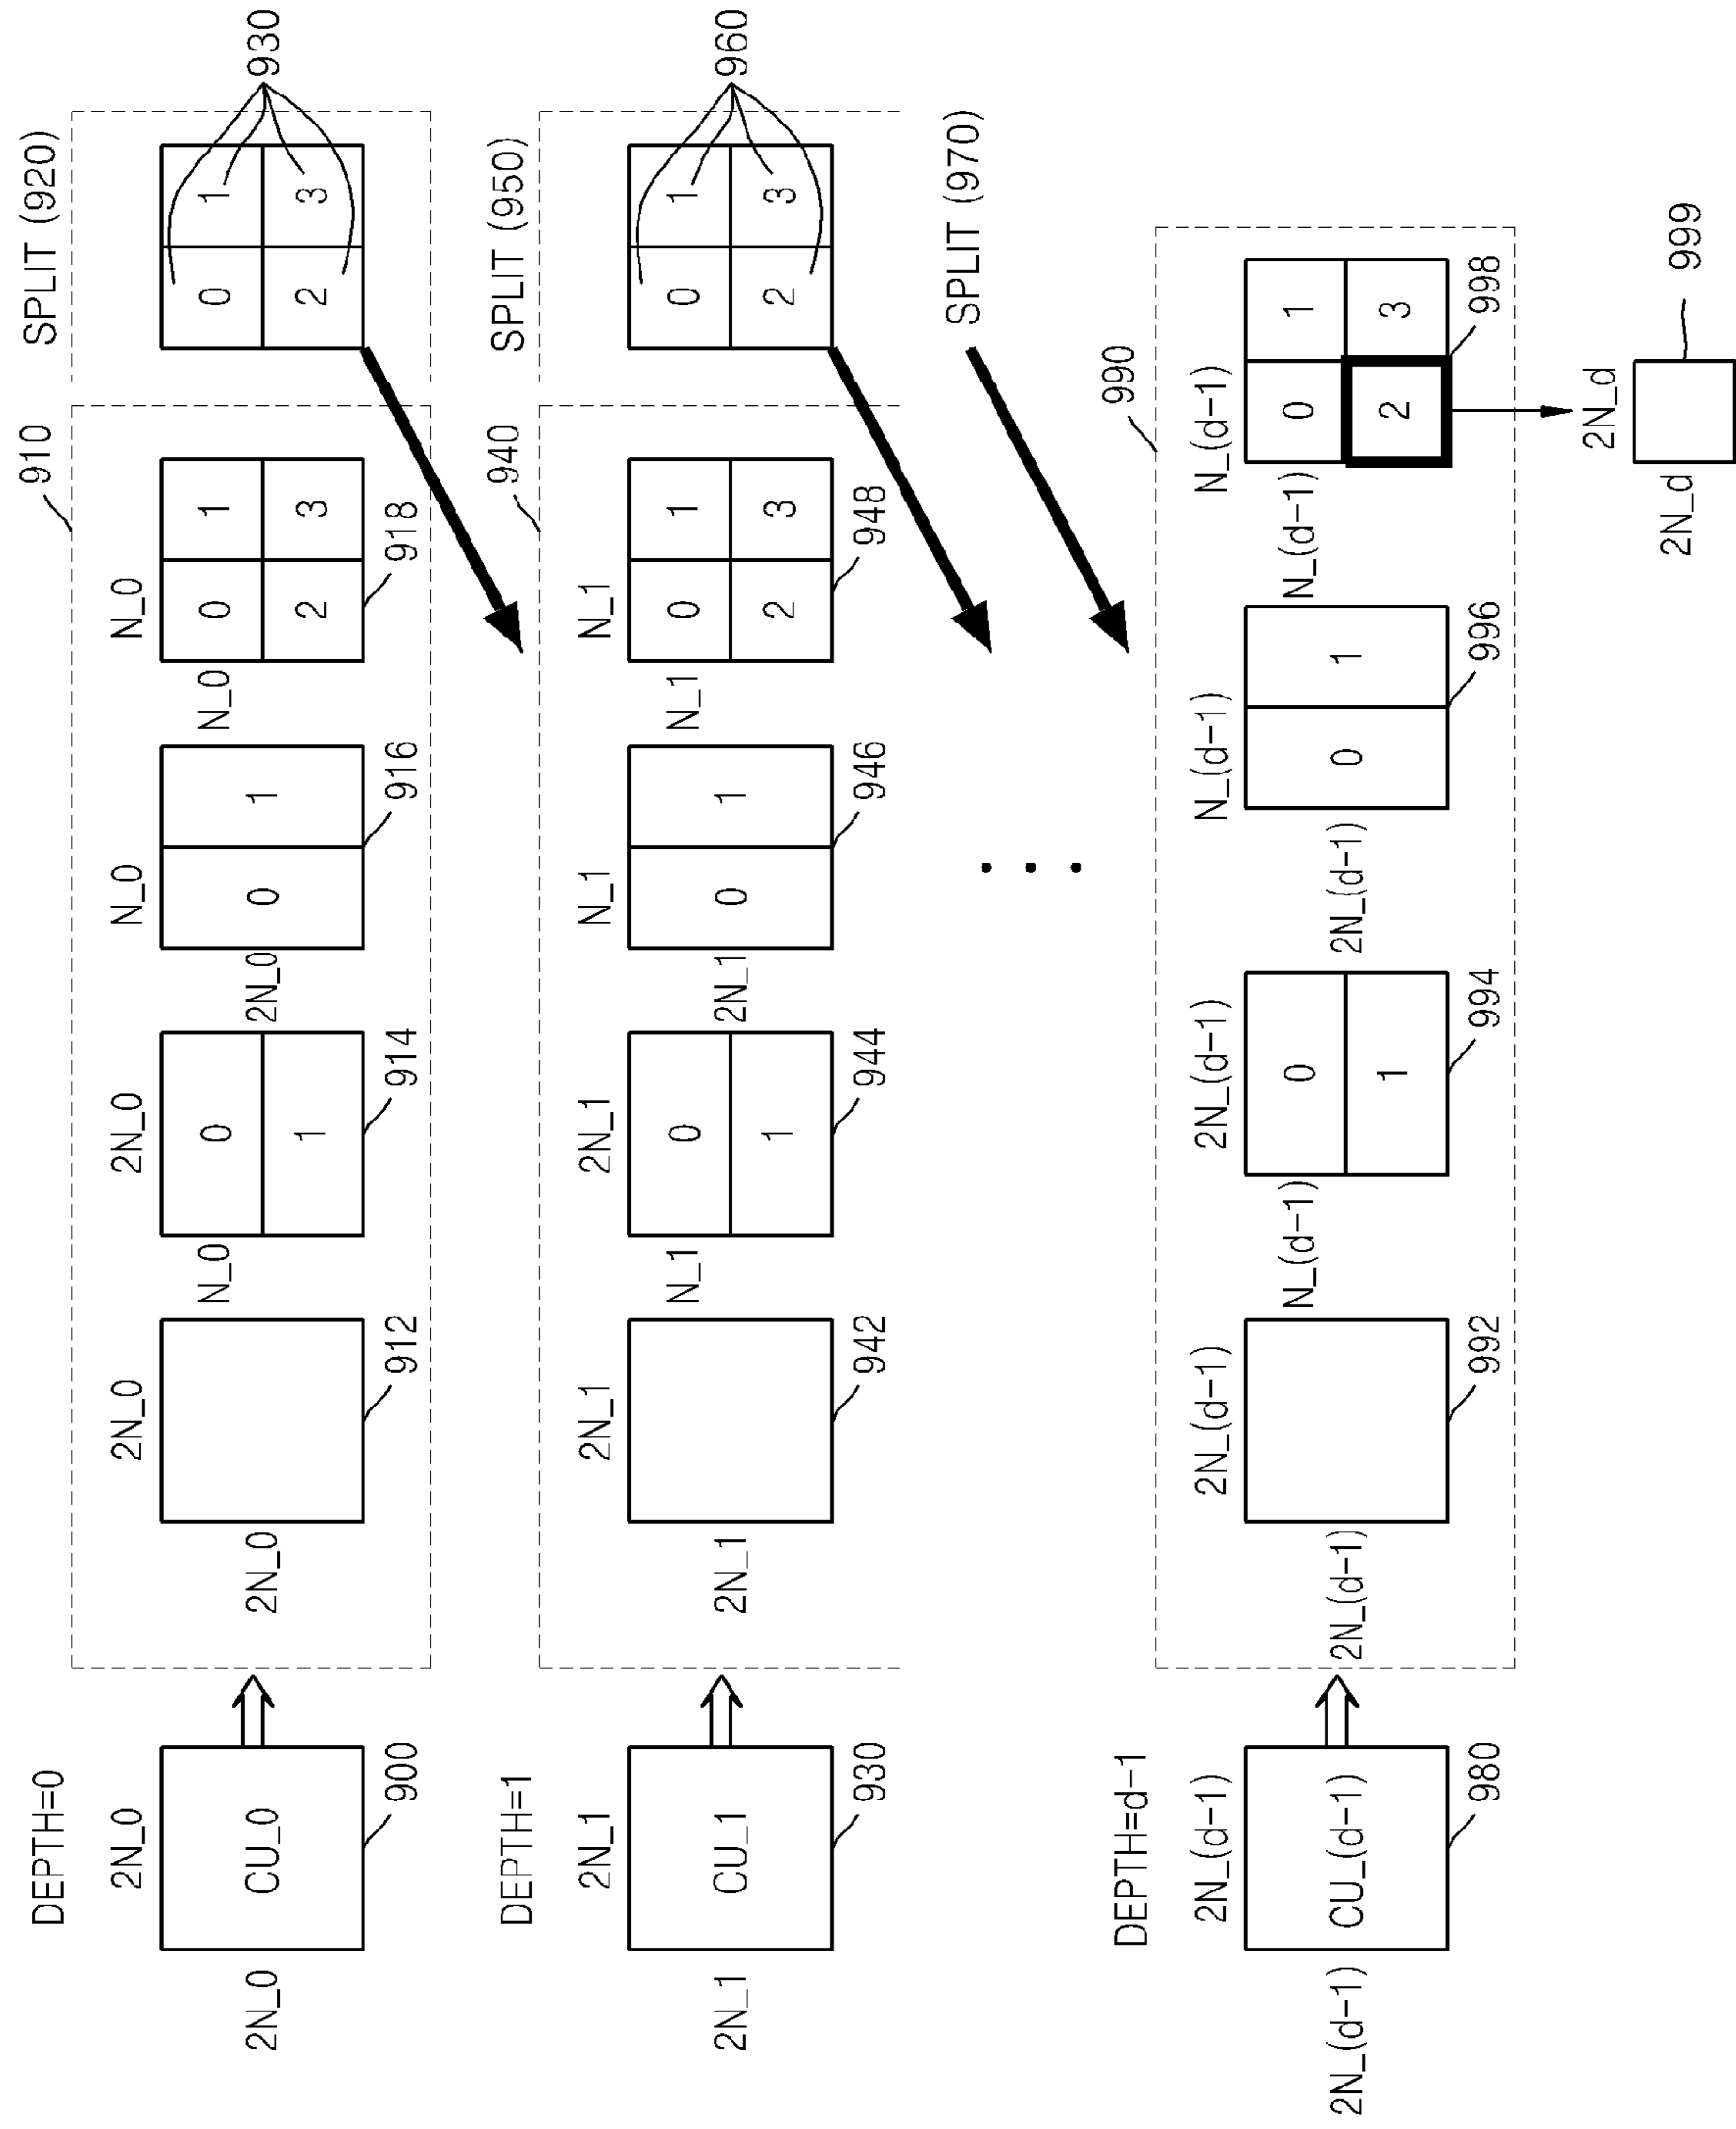 DEPTH=0
2N_0
2N_0
CU_0
900
910
2N_0
2N_0
912
2N_0
N_0
0
1
914
N_0
2N_0
0 1
916
N_0
N_0
0 1
2 3
918
SPLIT (920)
0 1
2 3
930
DEPTH=1
2N_1
2N_1
CU_1
930
940
2N_1
2N_1
942
2N_1
N_1
0
1
944
N_1
2N_1
0 1
946
N_1
N_1
0 1
2 3
948
SPLIT (950)
0 1
2 3
960
SPLIT (970)
DEPTH=d-1
2N_(d-1)
2N_(d-1)
CU_(d-1)
980
990
2N_(d-1)
2N_(d-1)
992
2N_(d-1)
N_(d-1)
0
1
994
N_(d-1)
2N_(d-1)
0 1
996
N_(d-1)
N_(d-1)
0 1
2 3
998
2N_d
2N_d
999